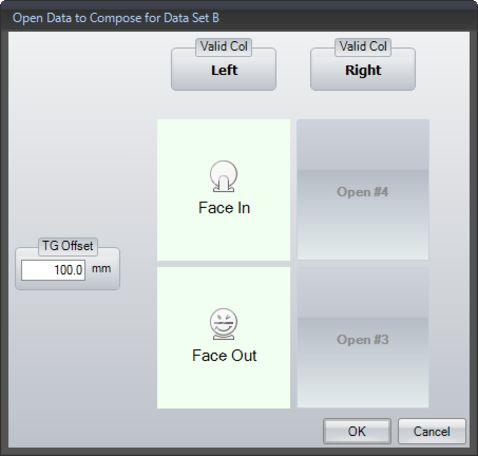 Open Data to Compose for Data Set B
Valid Col
Valid Col
Left
Right
Face In
Open #4
TG Offset
100.0 mm
Face Out
Open #3
OK
Cancel